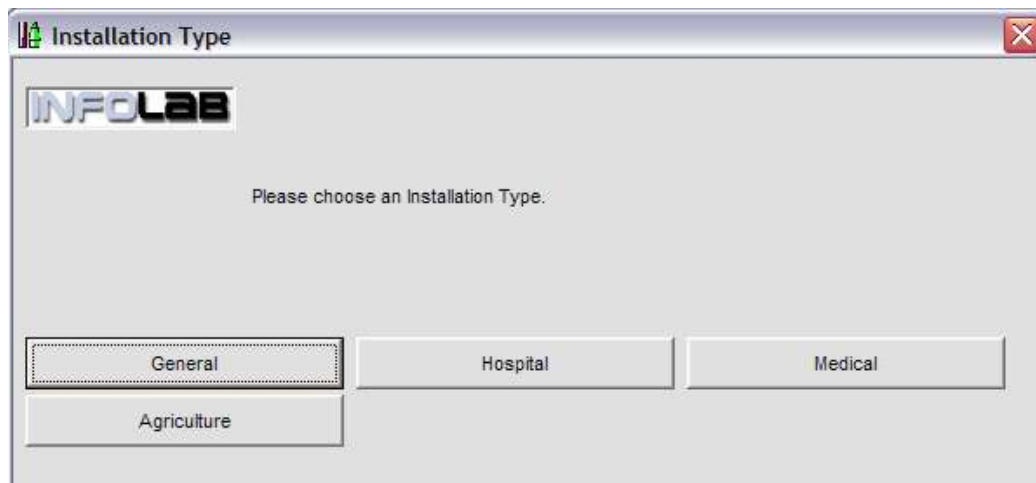 Installation Type
INFOLAB
Please choose an Installation Type.
General
Hospital
Medical
Agriculture